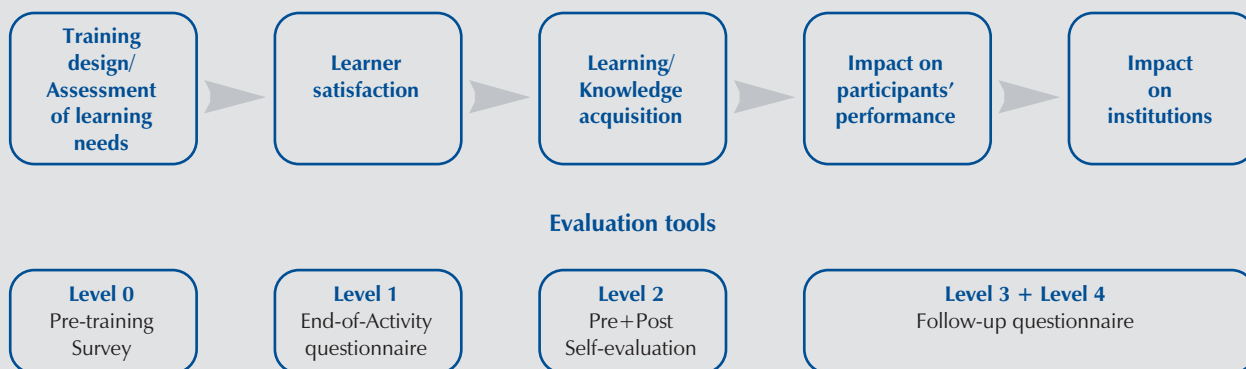 Training
design/
Assessment
of learning
needs
Learner
satisfaction
Learning/
Knowledge
acquisition
Impact on
participants’
performance
Impact
on
institutions
Evaluation tools
Level 0
Pre-training
Survey
Level 1
End-of-Activity
questionnaire
Level 2
Pre+Post
Self-evaluation
Level 3 + Level 4
Follow-up questionnaire